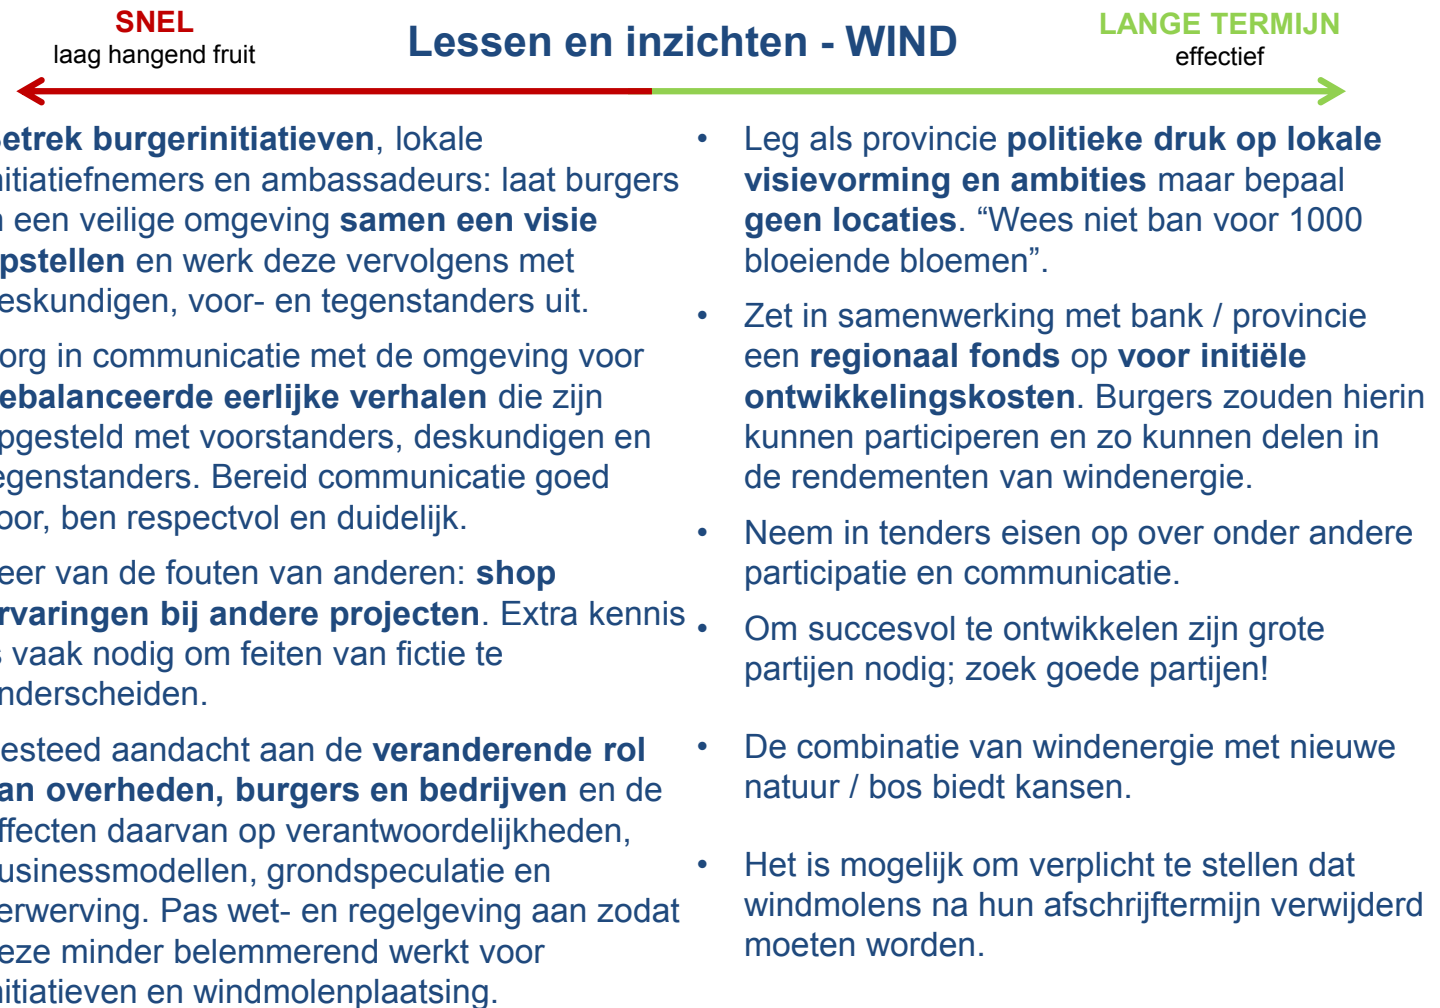 SNEL
laag hangend fruit
Lessen en inzichten - WIND
LANGE TERMIJN
effectief
Betrek burgerinitiatieven, lokale
nitiatiefnemers en ambassadeurs: laat burgers
n een veilige omgeving samen een visie
pstellen en werk deze vervolgens met
eskundigen, voor- en tegenstanders uit.
org in communicatie met de omgeving voor
ebalanceerde eerlijke verhalen die zijn
pgesteld met voorstanders, deskundigen en
egenstanders. Bereid communicatie goed
oor, ben respectvol en duidelijk.
eer van de fouten van anderen: shop
rvaringen bij andere projecten. Extra kennis
s vaak nodig om feiten van fictie te
nderscheiden.
esteed aandacht aan de veranderende rol
an overheden, burgers en bedrijven en de
ffecten daarvan op verantwoordelijkheden,
usinessmodellen, grondspeculatie en
erwerving. Pas wet- en regelgeving aan zodat
eze minder belemmerend werkt voor
nitiatieven en windmolenplaatsing.
• Leg als provincie politieke druk op lokale
visievorming en ambities maar bepaal
geen locaties. “Wees niet ban voor 1000
bloeiende bloemen”.
• Zet in samenwerking met bank / provincie
een regionaal fonds op voor initiële
ontwikkelingskosten. Burgers zouden hierin
kunnen participeren en zo kunnen delen in
de rendementen van windenergie.
• Neem in tenders eisen op over onder andere
participatie en communicatie.
• Om succesvol te ontwikkelen zijn grote
partijen nodig; zoek goede partijen!
• De combinatie van windenergie met nieuwe
natuur / bos biedt kansen.
• Het is mogelijk om verplicht te stellen dat
windmolens na hun afschrijftermijn verwijderd
moeten worden.